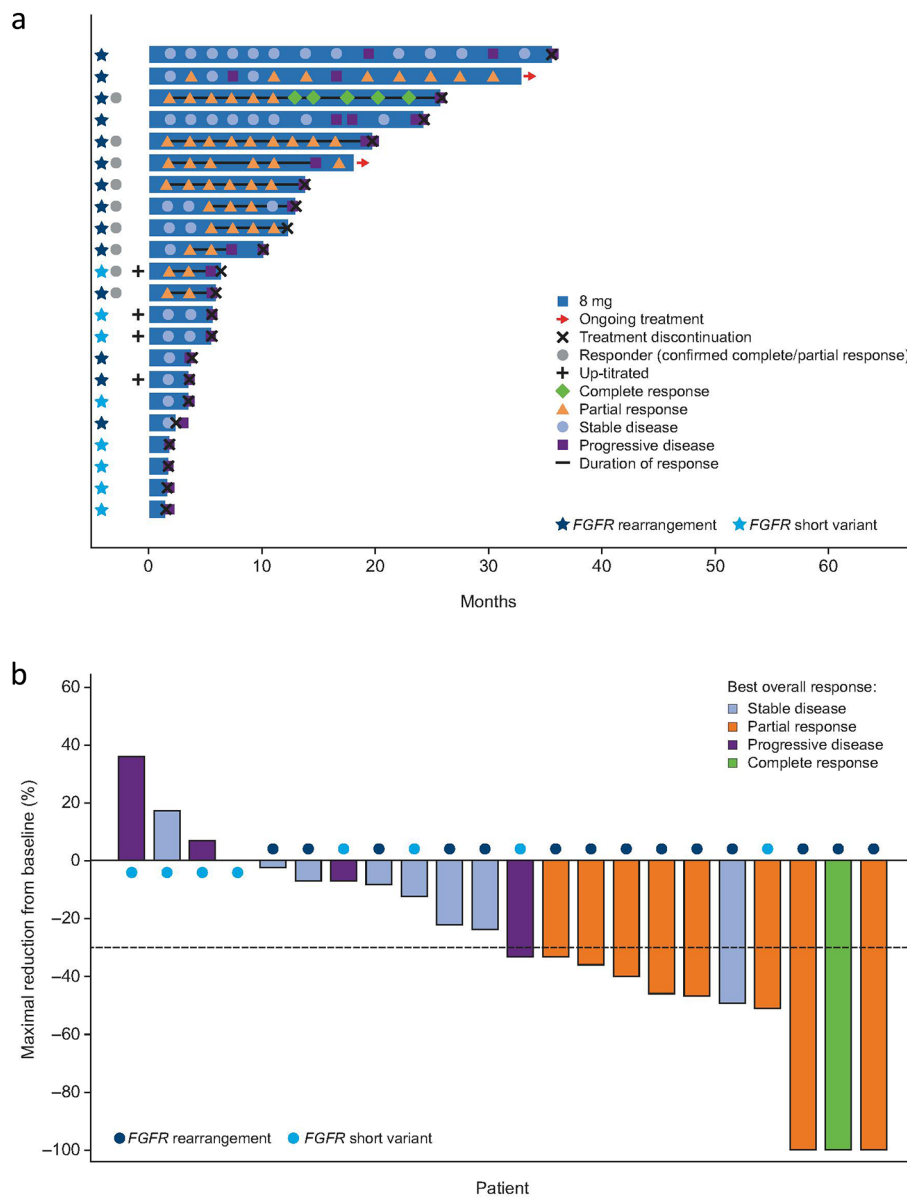 a
8 mg
Ongoing treatment
Treatment discontinuation
Responder (confirmed complete/partial response)
Up-titrated
Complete response
Partial response
Stable disease
Progressive disease
Duration of response
FGFR rearrangement FGFR short variant
0 10 20 30 40 50 60
Months
b
Maximal reduction from baseline (%)
60
40
20
0
–20
–40
–60
–80
–100
Best overall response:
Stable disease
Partial response
Progressive disease
Complete response
FGFR rearrangement FGFR short variant
Patient